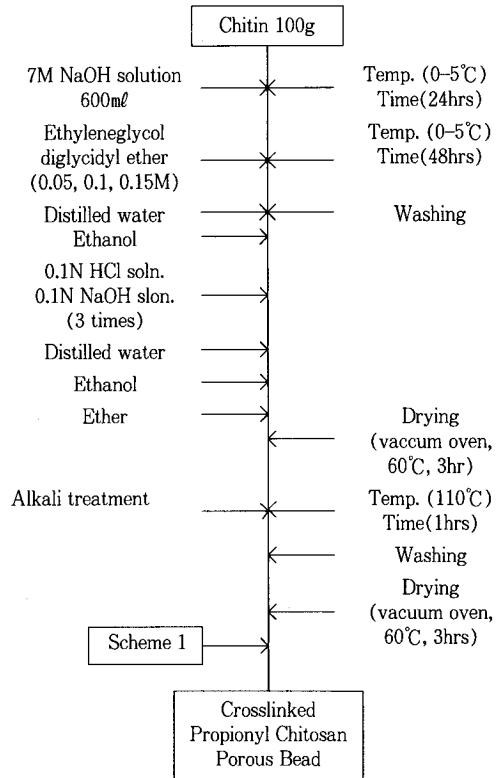 Chitin 100g
7M NaOH solution
600㎖
Temp. (0-5℃)
Time(24hrs)
Ethyleneglycol
diglycidyl ether
(0.05, 0.1, 0.15M)
Temp. (0-5℃)
Time(48hrs)
Distilled water
Washing
Ethanol
0.1N HCl soln.
0.1N NaOH slon.
(3 times)
Distilled water
Ethanol
Ether
Drying
(vaccum oven,
60℃, 3hr)
Alkali treatment
Temp. (110℃)
Time(1hrs)
Washing
Drying
(vacuum oven,
60℃, 3hrs)
Scheme 1
Crosslinked
Propionyl Chitosan
Porous Bead